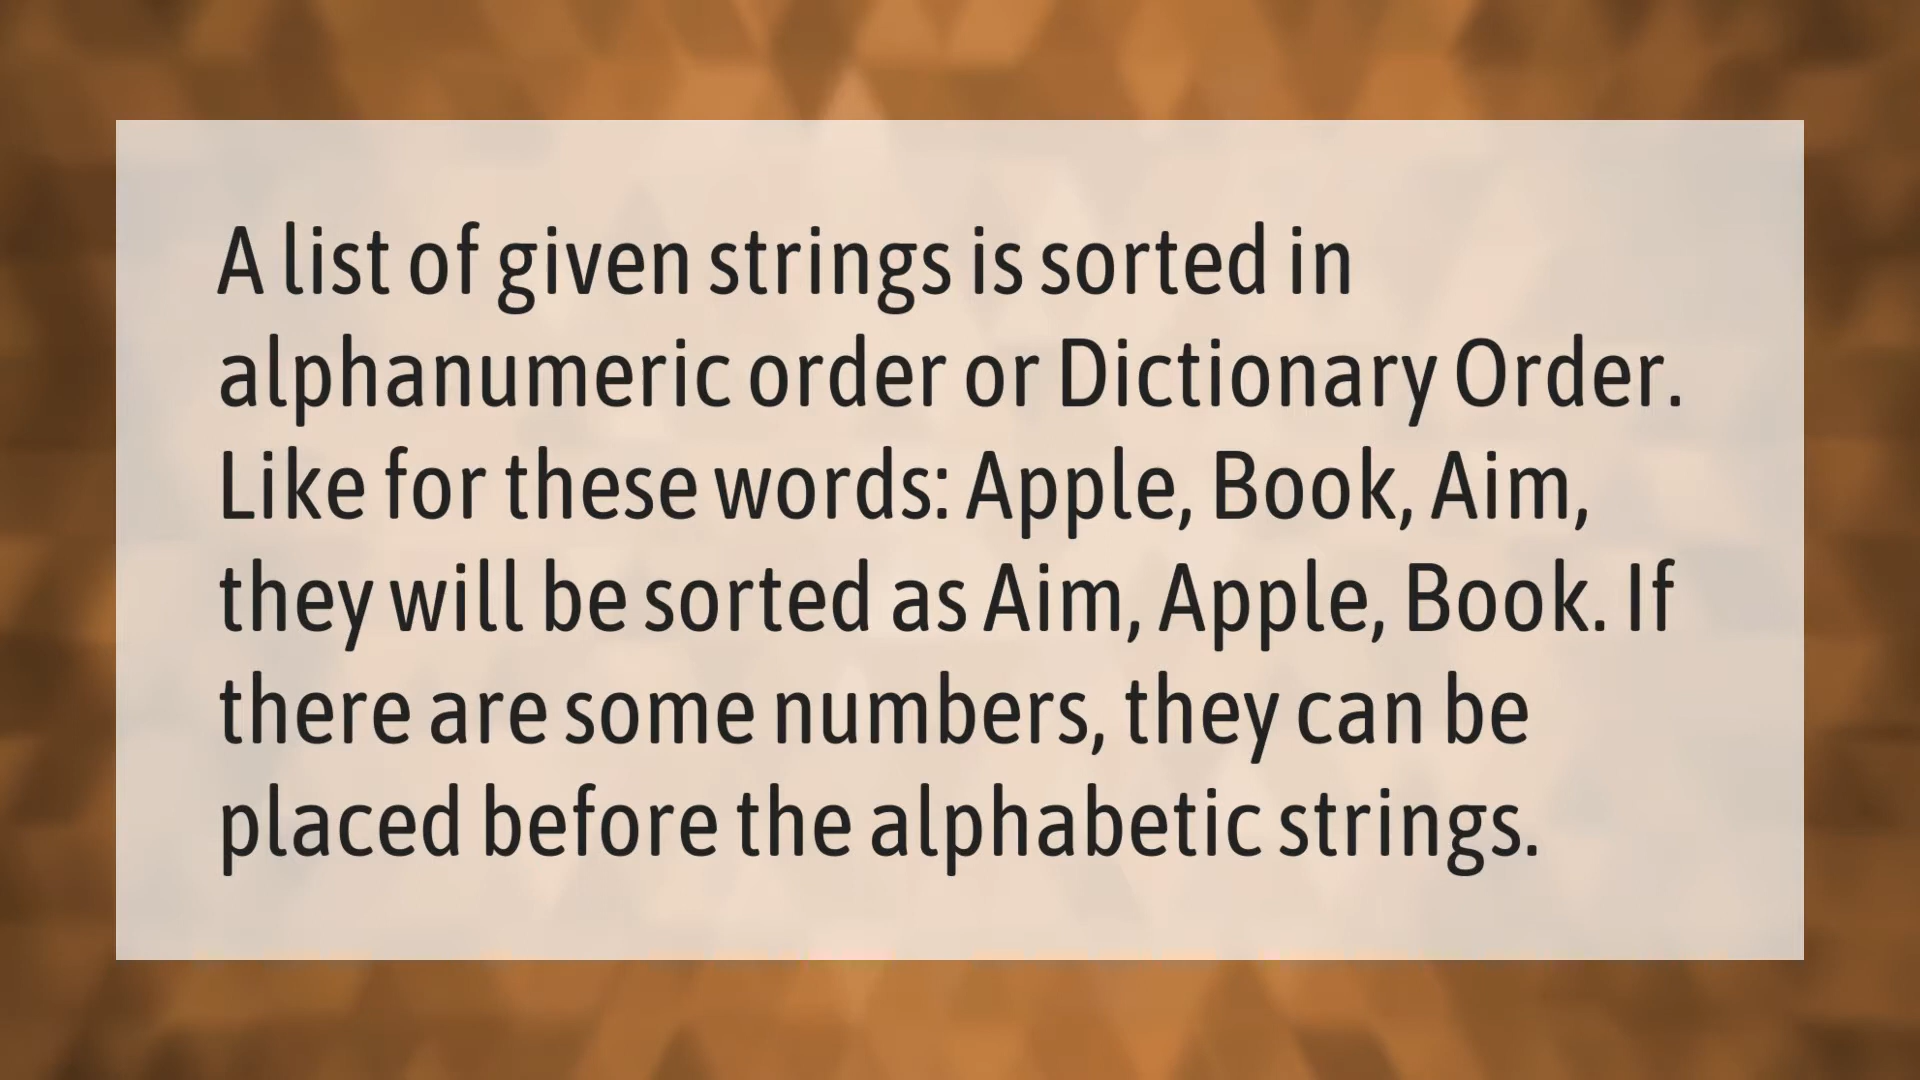 A list of given strings is sorted in
alphanumeric order or Dictionary Order.
Like for these words: Apple, Book, Aim,
they will be sorted as Aim, Apple, Book. If
there are some numbers, they can be
placed before the alphabetic strings.